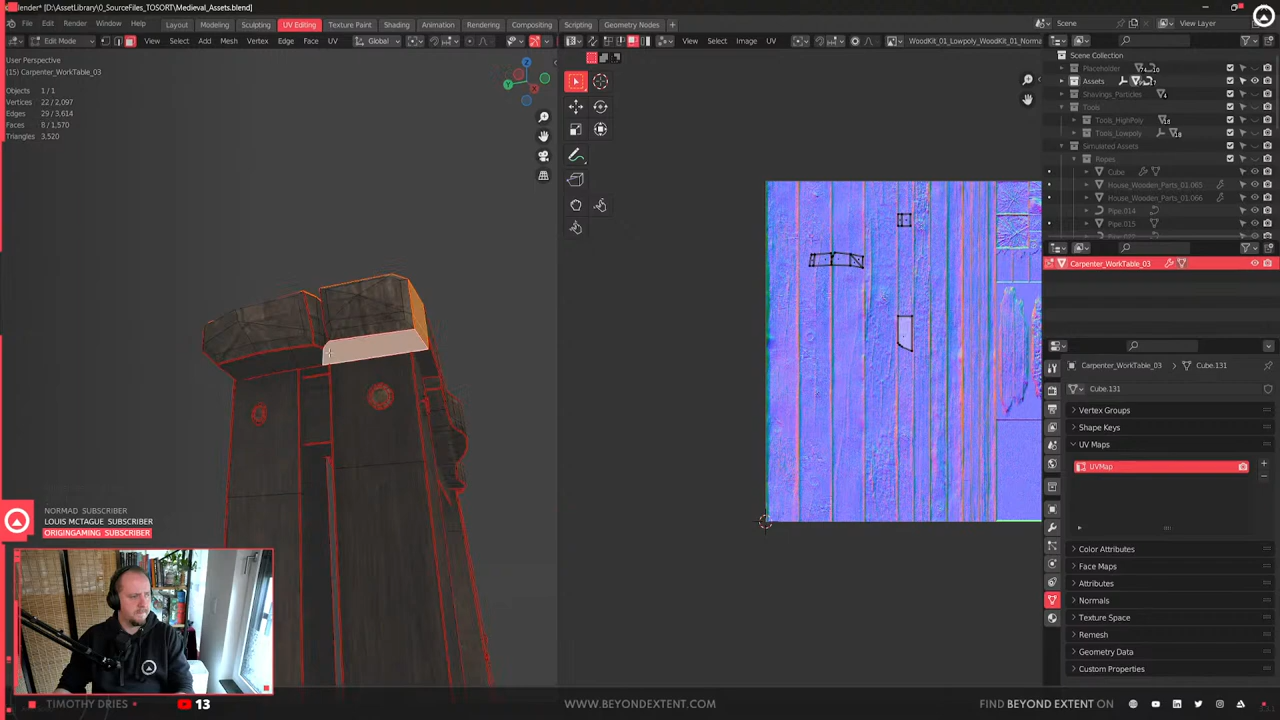 Blender* [D:\AssetLibrary\0_SourceFiles_TOSORT\Medieval_Assets.blend]
File Edit Render Window Help
Layout Modeling Sculpting UV Editing Texture Paint Shading Animation Rendering Compositing Scripting Geometry Nodes +
Scene
View Layer
Edit Mode
View Select Add Mesh Vertex Edge Face UV
Global
View Select Image UV
WoodKit_01_Lowpoly_WoodKit_01_Norma
User Perspective
(15) Carpenter_WorkTable_03
Objects 1/1
Vertices 22/2,097
Edges 29/3,614
Faces 8/1,570
Triangles 3,520
Z
Y
Scene Collection
Placeholder
Assets
Shavings_Particles
Tools
Tools_HighPoly
Tools_Lowpoly
Simulated Assets
Ropes
Cube
House_Wooden_Parts_01.065
House_Wooden_Parts_01.066
Pipe.014
Pipe.015
Carpenter_WorkTable_03
Carpenter_WorkTable_03 > Cube.131
Cube.131
Vertex Groups
Shape Keys
UV Maps
UVMap
Color Attributes
Face Maps
Attributes
Normals
Texture Space
Remesh
Geometry Data
Custom Properties
NORMAD SUBSCRIBER
LOUIS MCTAGUE SUBSCRIBER
ORIGINGAMING SUBSCRIBER
TIMOTHY DRIES
13
WWW.BEYONDEXTENT.COM
FIND BEYOND EXTENT ON